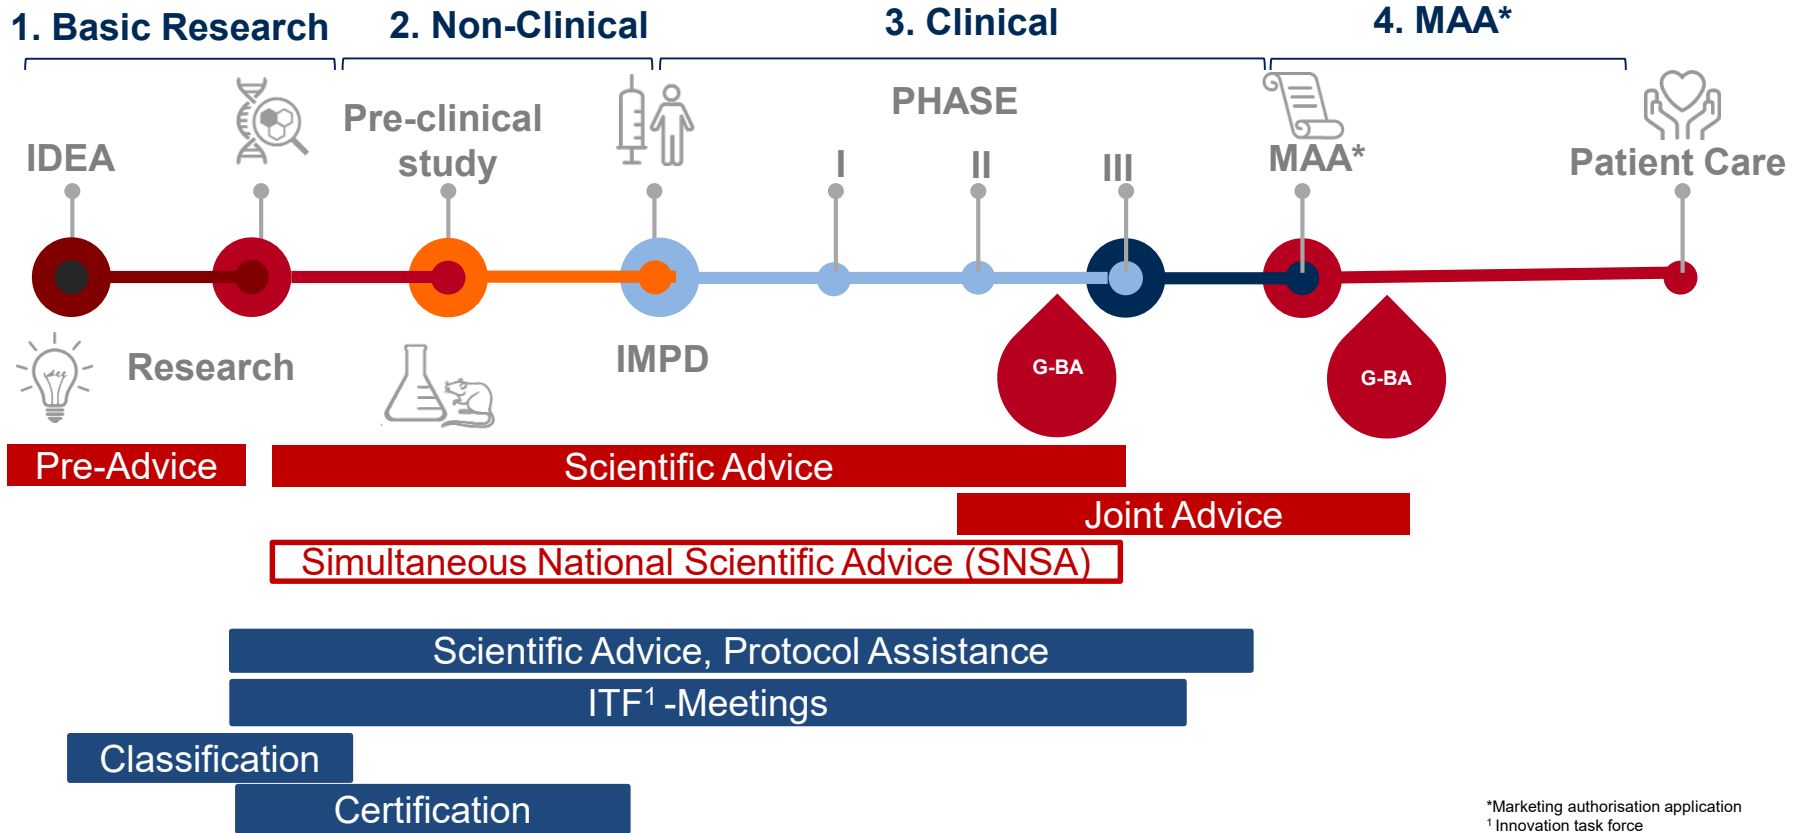 1. Basic Research
2. Non-Clinical
3. Clinical
4. MAA*
IDEA
Pre-clinical
study
PHASE
I
II
III
MAA*
Patient Care
Research
IMPD
G-BA
G-BA
Pre-Advice
Scientific Advice
Joint Advice
Simultaneous National Scientific Advice (SNSA)
Scientific Advice, Protocol Assistance
ITF¹ -Meetings
Classification
Certification
*Marketing authorisation application
¹ Innovation task force